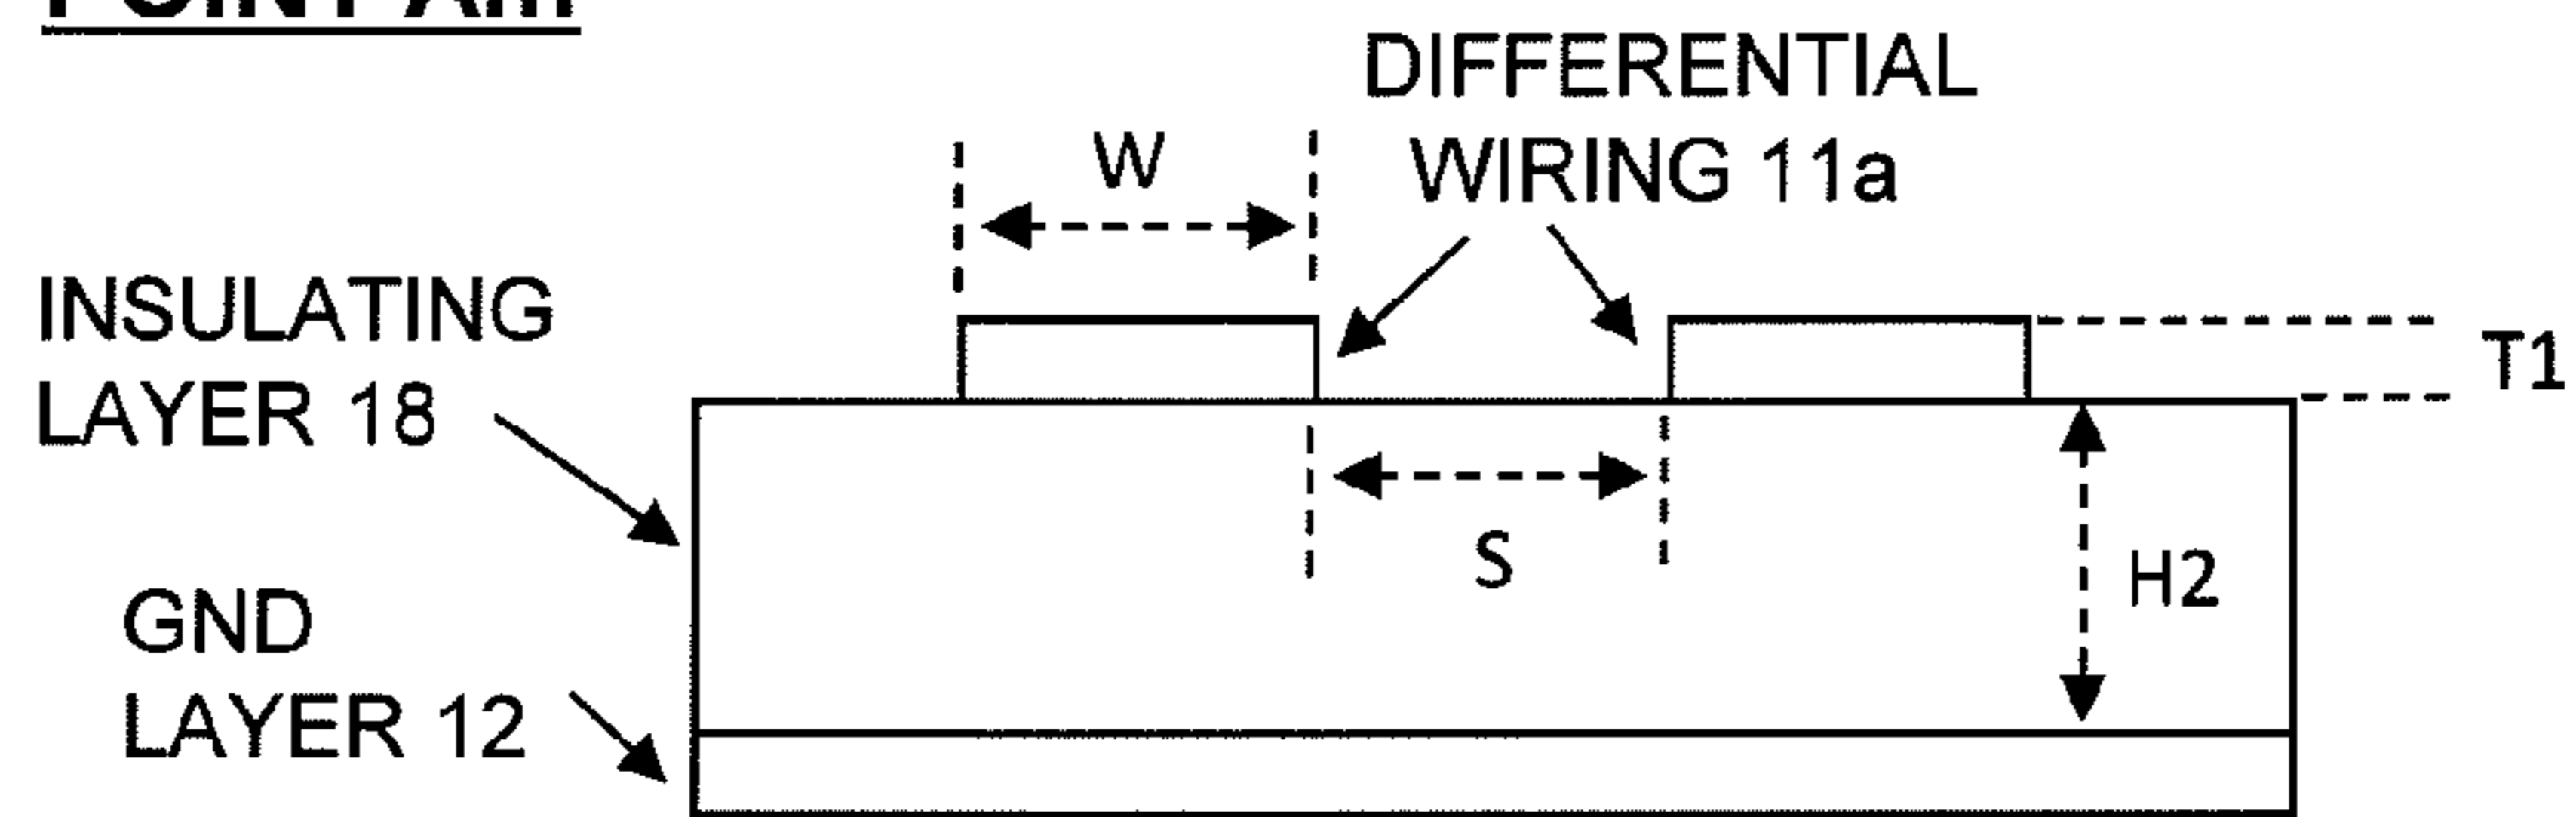 DIFFERENTIAL
WIRING 11a
W
INSULATING
LAYER 18
T1
S
H2
GND
LAYER 12